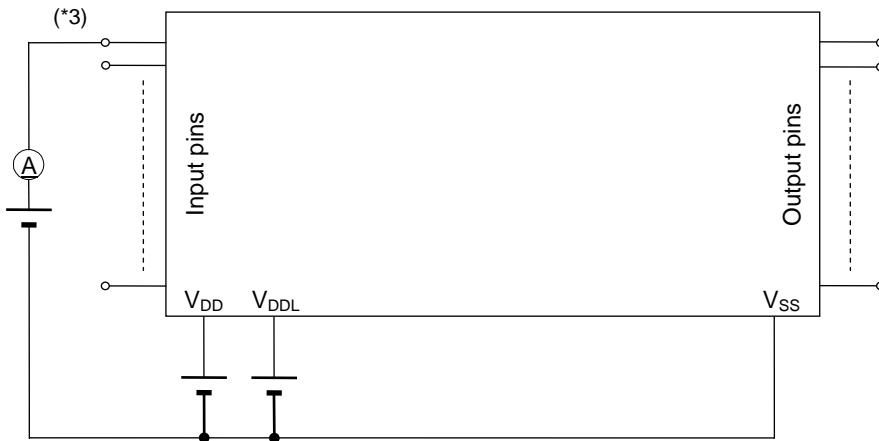 (*3)
A
Input pins
Output pins
VDD VDDL VSS